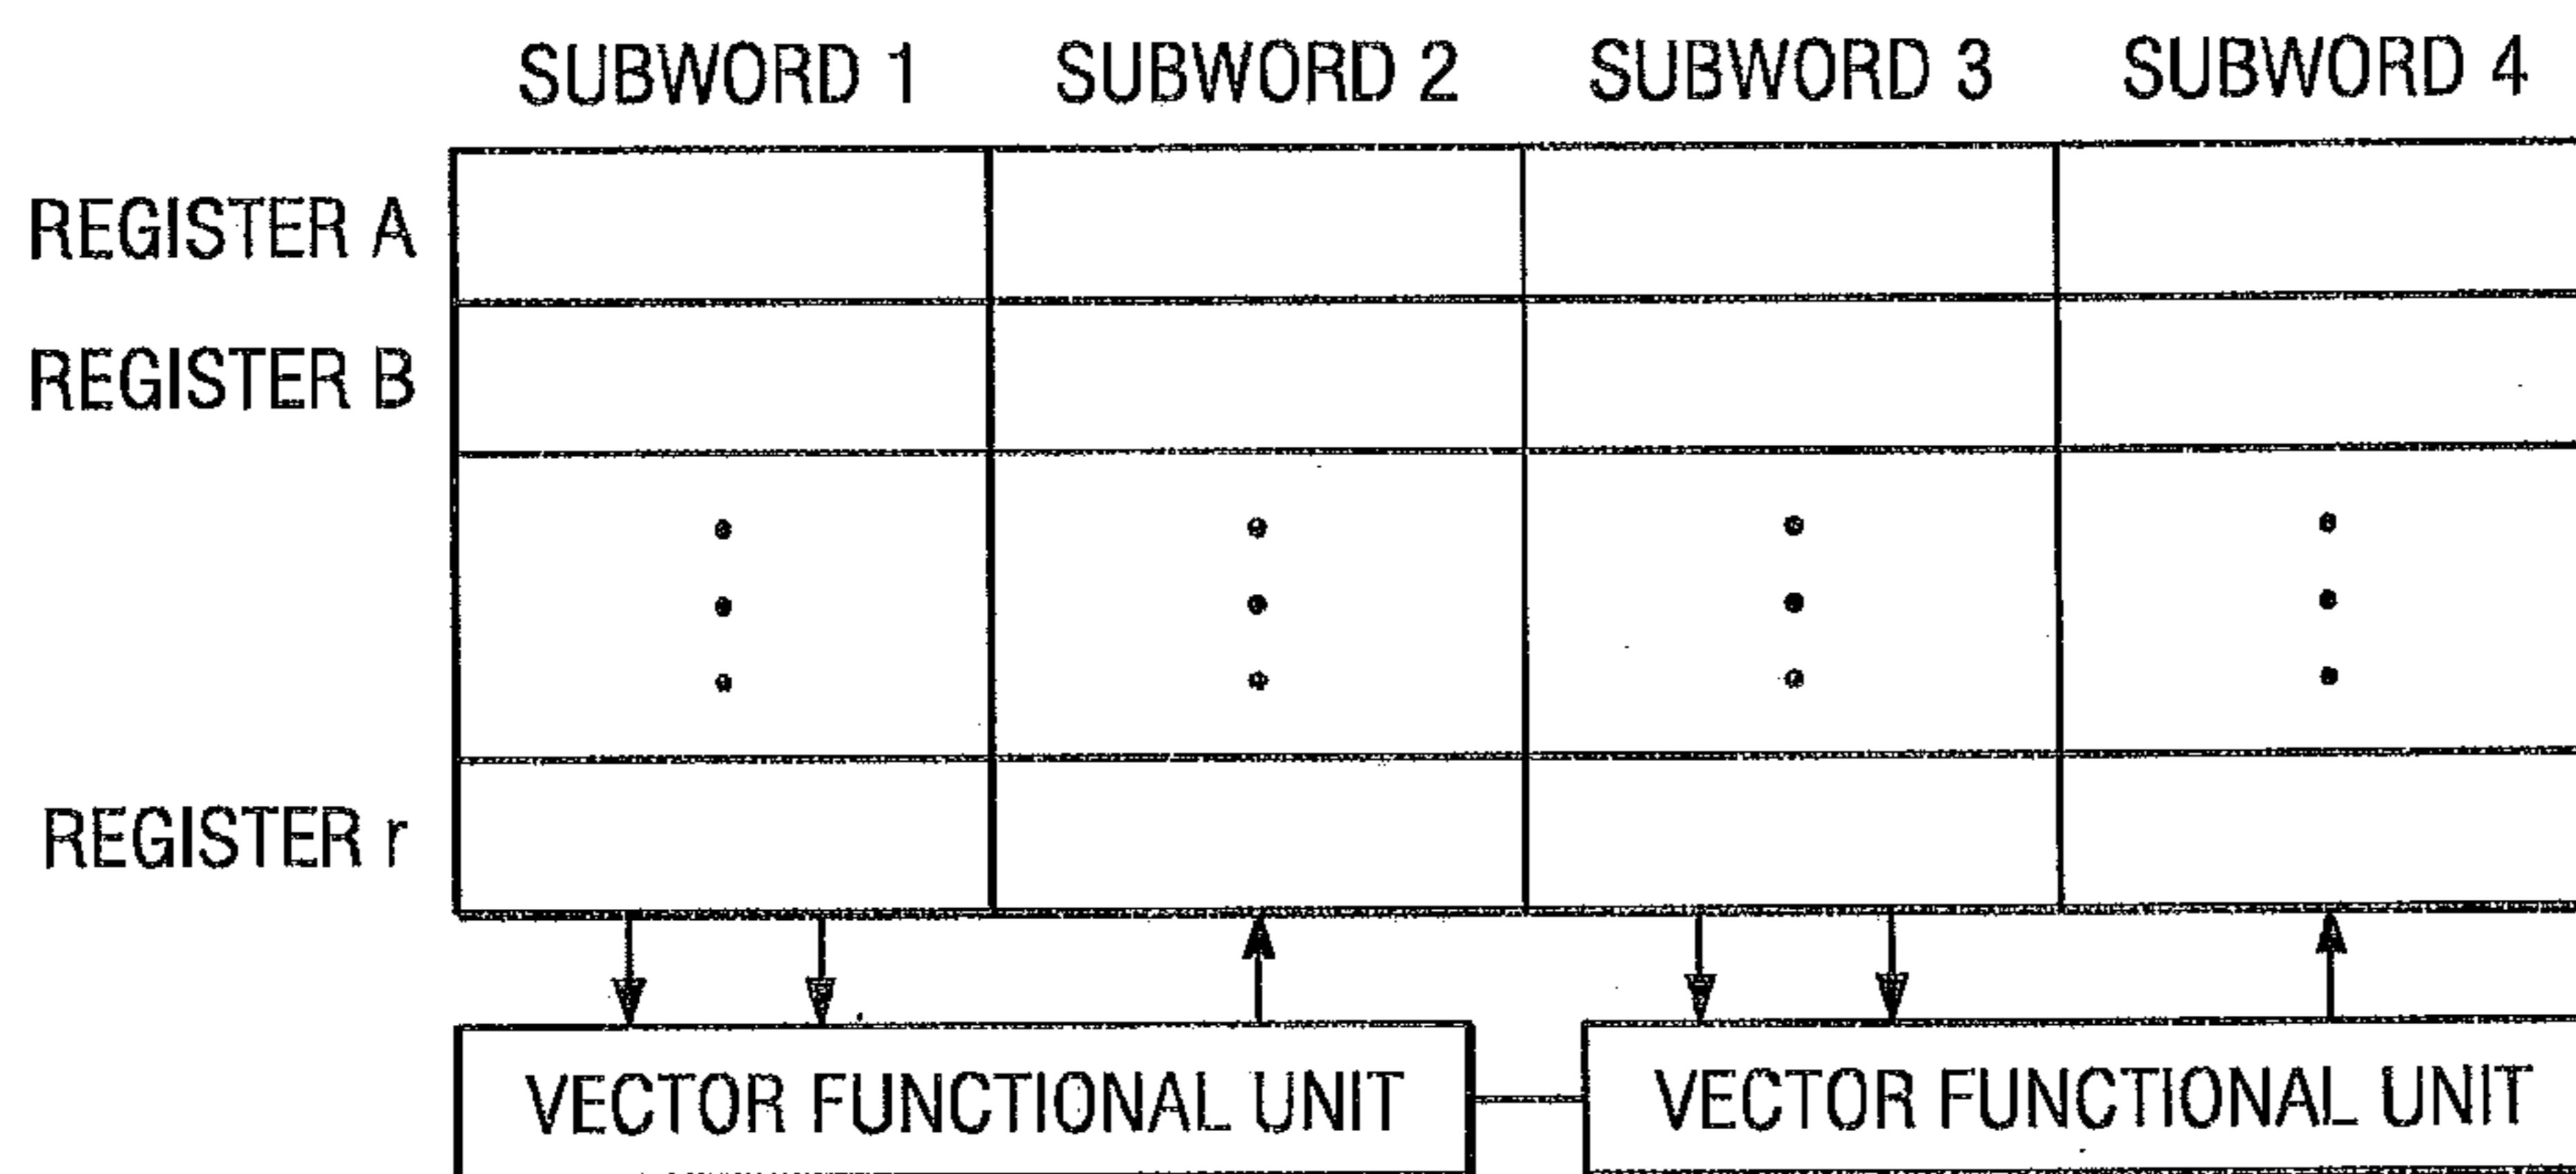 SUBWORD 1 SUBWORD 2 SUBWORD 3 SUBWORD 4
REGISTER A
REGISTER B
REGISTER r
VECTOR FUNCTIONAL UNIT VECTOR FUNCTIONAL UNIT